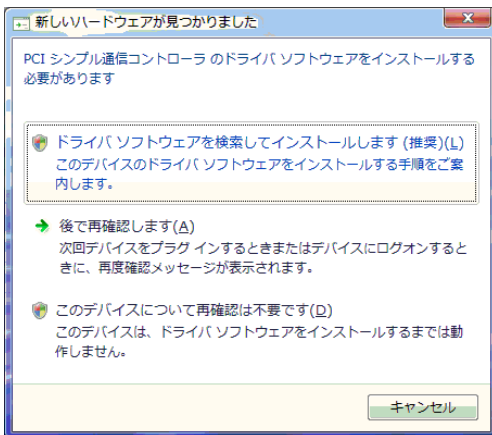 新しいハードウェアが見つかりました
PCI シンプル通信コントローラ のドライバ ソフトウェアをインストールする
必要があります
ドライバ ソフトウェアを検索してインストールします (推奨)(L)
このデバイスのドライバ ソフトウェアをインストールする手順をご案
内します。
後で再確認します(A)
次回デバイスをプラグ インするときまたはデバイスにログオンすると
きに、再度確認メッセージが表示されます。
このデバイスについて再確認は不要です(D)
このデバイスは、ドライバ ソフトウェアをインストールするまでは動
作しません。
キャンセル